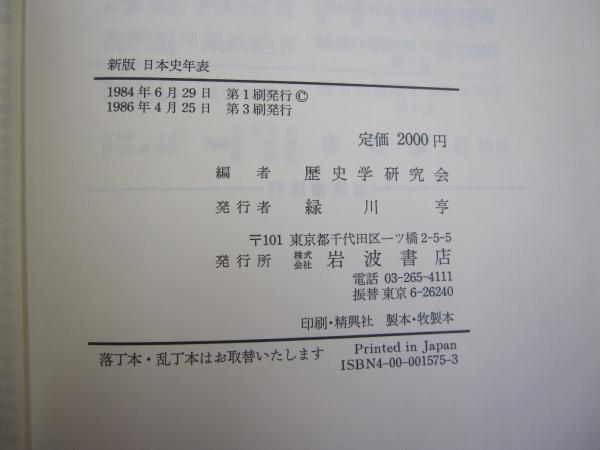 新版 日本史年表
1984年6月29日 第1刷発行©
1986年4月25日 第3刷発行
定価 2000円
編者 歴史学研究会
発行者 緑川亨
〒101 東京都千代田区一ツ橋2-5-5
発行所 株式会社 岩波書店
電話 03-265-4111
振替 東京6-26240
印刷・精興社 製本・牧製本
落丁本・乱丁本はお取替いたします
Printed in Japan
ISBN4-00-001575-3